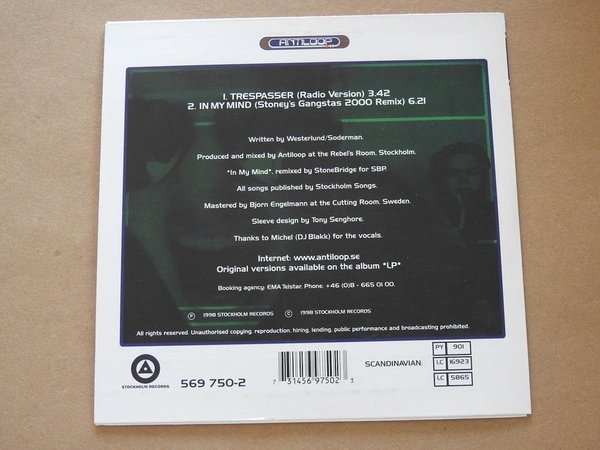 ANTILOOP
1. TRESPASSER (Radio Version) 3.42
2. IN MY MIND (Stoney's Gangstas 2000 Remix) 6.21
Written by Westerlund/Soderman.
Produced and mixed by Antiloop at the Rebel's Room, Stockholm.
"In My Mind". remixed by StoneBridge for SBP.
All songs published by Stockholm Songs.
Mastered by Bjorn Engelmann at the Cutting Room, Sweden.
Sleeve design by Tony Senghore.
Thanks to Michel (DJ Blakk) for the vocals.
Internet: www.antiloop.se
Original versions available on the album "LP"
Booking agency: EMA Telstar, Phone: +46 (0)8 - 665 01 00.
℗ 1998 STOCKHOLM RECORDS © 1998 STOCKHOLM RECORDS
All rights reserved. Unauthorised copying, reproduction, hiring, lending, public performance and broadcasting prohibited.
STOCKHOLM RECORDS
569 750-2
7 31456 97502 3
SCANDINAVIAN:
PY 901
LC 16923
LC 5865